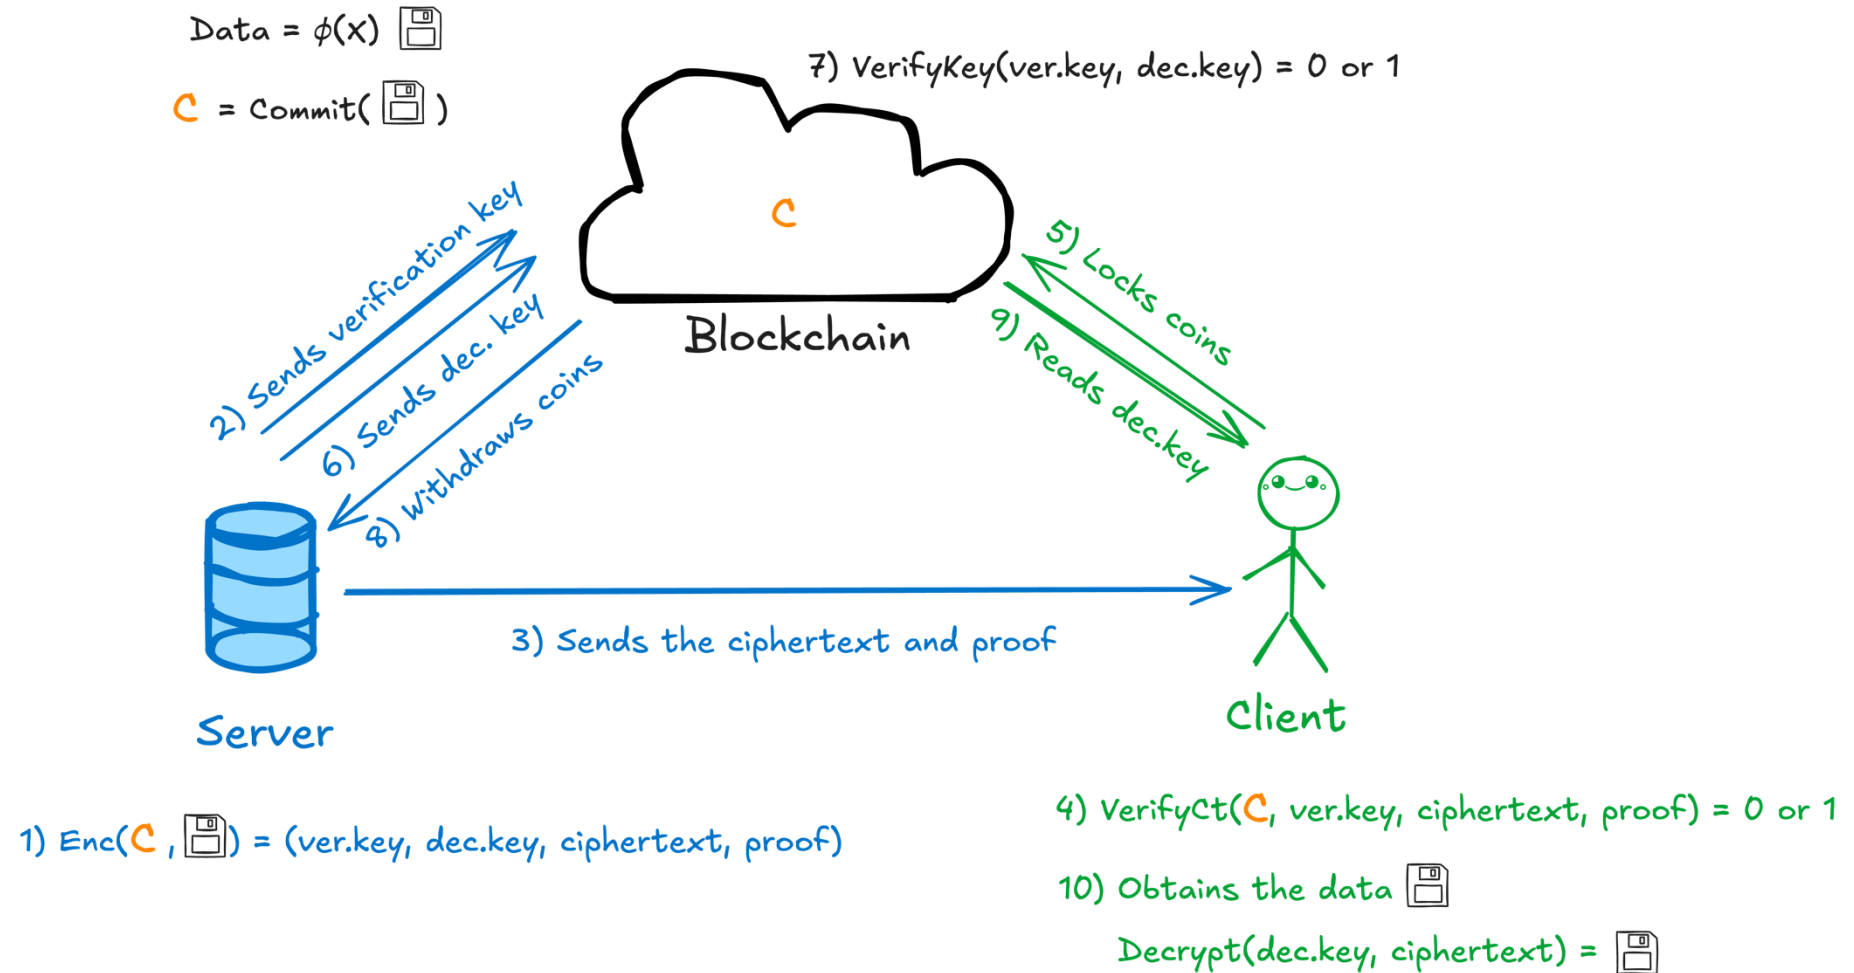 Data = ϕ(x)
C = Commit( )
7) VerifyKey(ver.key, dec.key) = 0 or 1
C
Blockchain
2) Sends verification key
6) Sends dec. key
8) Withdraws coins
5) Locks coins
9) Reads dec.key
3) Sends the ciphertext and proof
Server
Client
1) Enc(C, ) = (ver.key, dec.key, ciphertext, proof)
4) VerifyCt(C, ver.key, ciphertext, proof) = 0 or 1
10) Obtains the data
Decrypt(dec.key, ciphertext) =